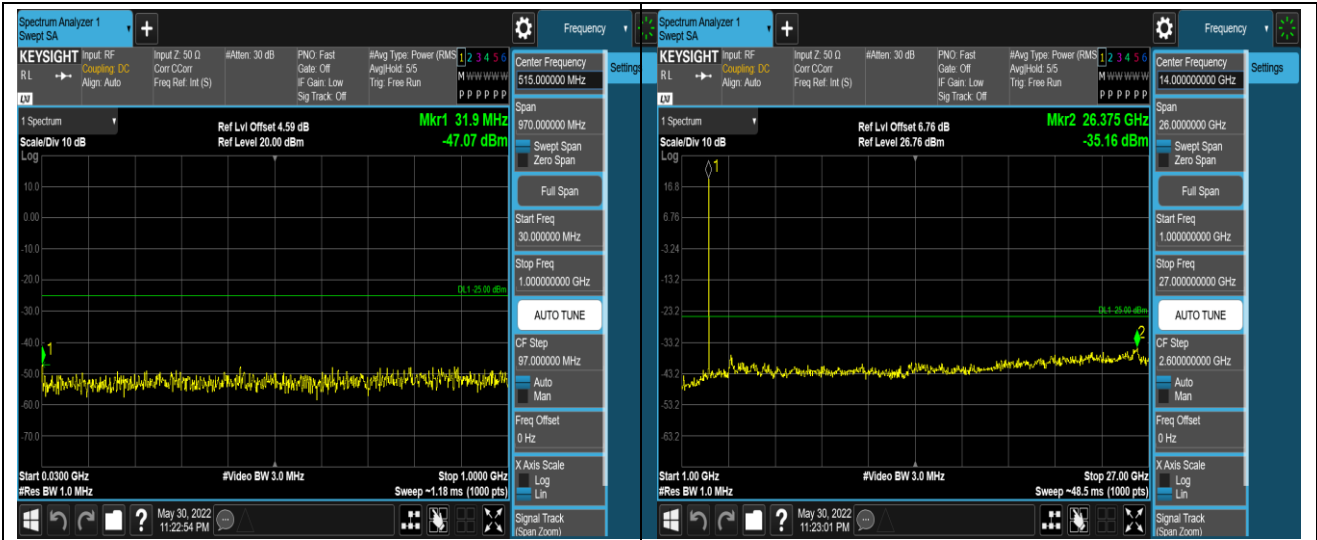 Spectrum Analyzer 1
Swept SA
+
Frequency
KEYSIGHT
RL
LXI
Input: RF
Coupling: DC
Align: Auto
Input Z: 50 Ω
Corr CCorr
Freq Ref: Int (S)
#Atten: 30 dB
PNO: Fast
Gate: Off
IF Gain: Low
Sig Track: Off
#Avg Type: Power (RMS
Avg|Hold: 5/5
Trig: Free Run
1 2 3 4 5 6
M W W W W W
P P P P P P
Center Frequency
515.000000 MHz
Settings
1 Spectrum
Scale/Div 10 dB
Log
Ref Lvl Offset 4.59 dB
Ref Level 20.00 dBm
Mkr1 31.9 MHz
-47.07 dBm
10.0
0.00
-10.0
-20.0
-30.0
-40.0
-50.0
-60.0
-70.0
DL1 -25.00 dBm
1
Start 0.0300 GHz
#Res BW 1.0 MHz
#Video BW 3.0 MHz
Stop 1.0000 GHz
Sweep ~1.18 ms (1000 pts)
Span
970.000000 MHz
Swept Span
Zero Span
Full Span
Start Freq
30.000000 MHz
Stop Freq
1.000000000 GHz
AUTO TUNE
CF Step
97.000000 MHz
Auto
Man
Freq Offset
0 Hz
X Axis Scale
Log
Lin
Signal Track
(Span Zoom)
?
May 30, 2022
11:22:54 PM
Spectrum Analyzer 1
Swept SA
+
Frequency
KEYSIGHT
RL
LXI
Input: RF
Coupling: DC
Align: Auto
Input Z: 50 Ω
Corr CCorr
Freq Ref: Int (S)
#Atten: 30 dB
PNO: Fast
Gate: Off
IF Gain: Low
Sig Track: Off
#Avg Type: Power (RMS
Avg|Hold: 5/5
Trig: Free Run
1 2 3 4 5 6
M W W W W W
P P P P P P
Center Frequency
14.000000000 GHz
Settings
1 Spectrum
Scale/Div 10 dB
Log
Ref Lvl Offset 6.76 dB
Ref Level 26.76 dBm
Mkr2 26.375 GHz
-35.16 dBm
16.8
6.76
-3.24
-13.2
-23.2
-33.2
-43.2
-53.2
-63.2
DL1 -25.00 dBm
1
2
Start 1.00 GHz
#Res BW 1.0 MHz
#Video BW 3.0 MHz
Stop 27.00 GHz
Sweep ~48.5 ms (1000 pts)
Span
26.0000000 GHz
Swept Span
Zero Span
Full Span
Start Freq
1.000000000 GHz
Stop Freq
27.000000000 GHz
AUTO TUNE
CF Step
2.600000000 GHz
Auto
Man
Freq Offset
0 Hz
X Axis Scale
Log
Lin
Signal Track
(Span Zoom)
?
May 30, 2022
11:23:01 PM